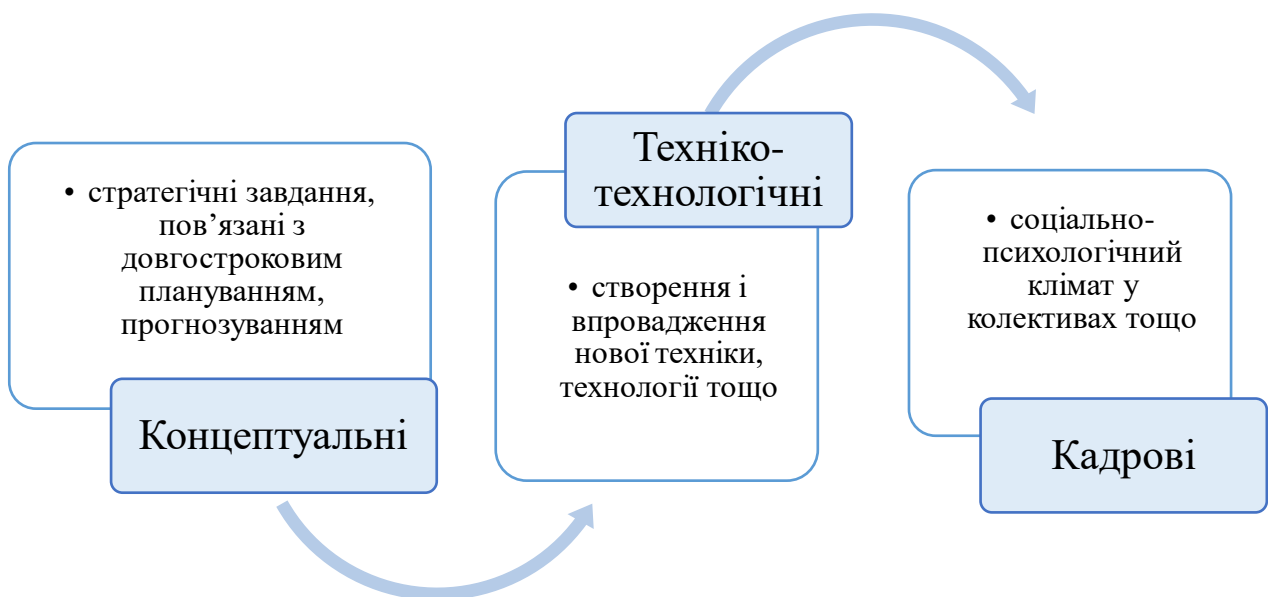 • стратегічні завдання,
пов’язані з
довгостроковим
плануванням,
прогнозуванням
Концептуальні
Техніко-
технологічні
• створення і
впровадження
нової техніки,
технології тощо
• соціально-
психологічний
клімат у
колективах тощо
Кадрові